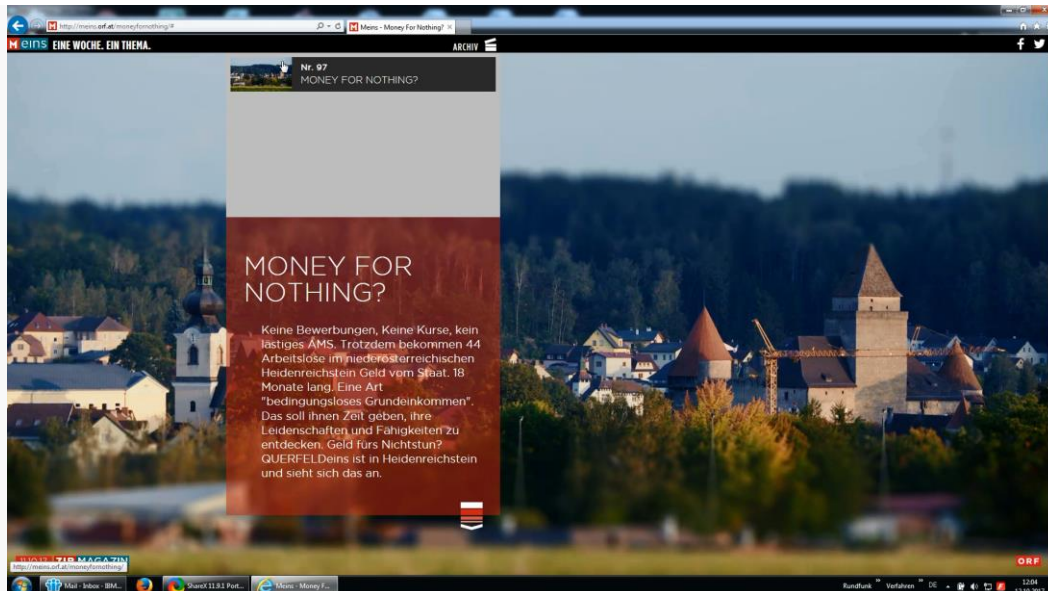 http://meins.orf.at/moneyfornothing/#
Meins - Money For Nothing?
M eins EINE WOCHE. EIN THEMA.
ARCHIV
Nr. 97
MONEY FOR NOTHING?
MONEY FOR
NOTHING?
Keine Bewerbungen, Keine Kurse, kein
lästiges AMS. Trotzdem bekommen 44
Arbeitslose im niederösterreichischen
Heidenreichstein Geld vom Staat. 18
Monate lang. Eine Art
"bedingungsloses Grundeinkommen".
Das soll ihnen Zeit geben, ihre
Leidenschaften und Fähigkeiten zu
entdecken. Geld fürs Nichtstun?
QUERFELDeins ist in Heidenreichstein
und sieht sich das an.
ZIB MAGAZIN
http://meins.orf.at/moneyfornothing/
ORF
Mail - Inbox - IBM...
ShareX 11.9.1 Port...
Meins - Money F...
Rundfunk
Verfahren
DE
12:04
12.10.2017